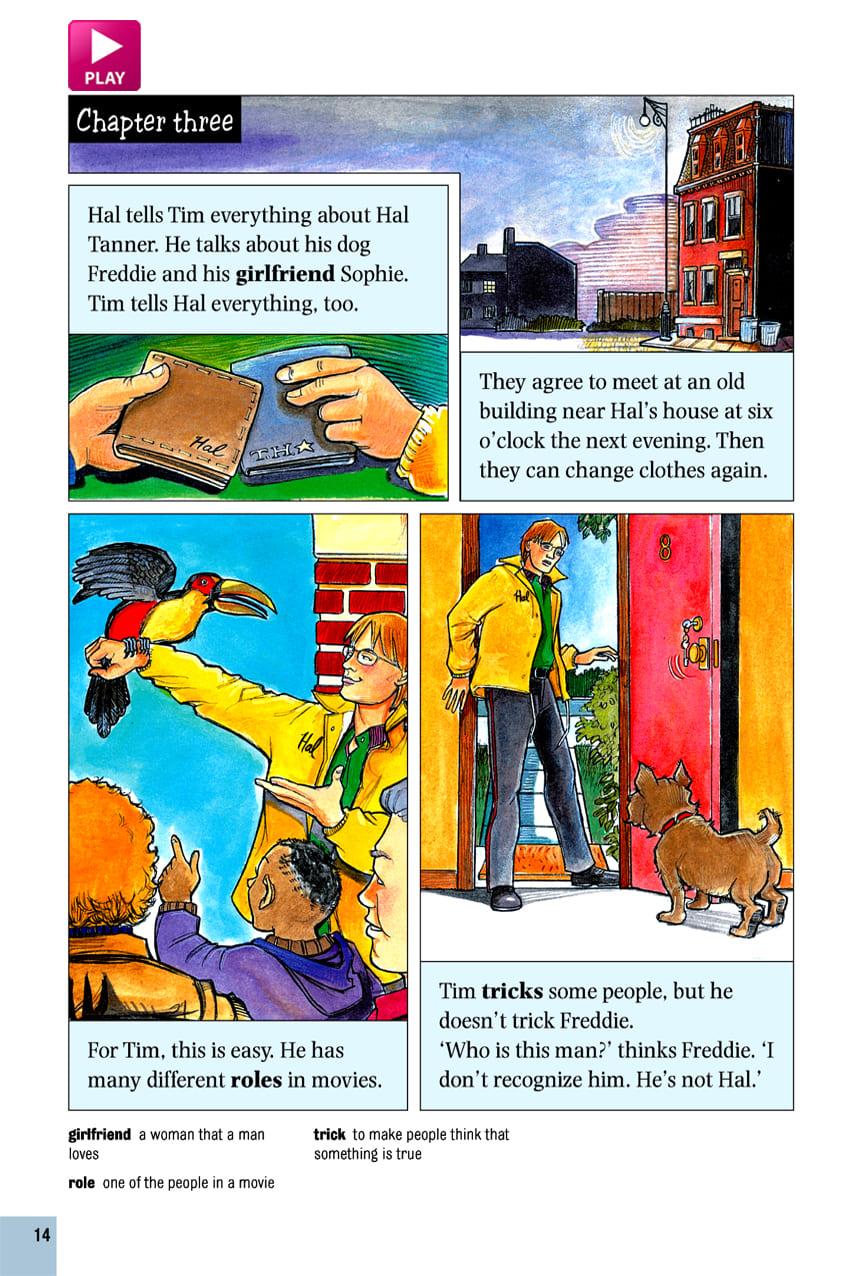 PLAY
Chapter three
Hal tells Tim everything about Hal
Tanner. He talks about his dog
Freddie and his girlfriend Sophie.
Tim tells Hal everything, too.
Hal
T.H.
They agree to meet at an old
building near Hal's house at six
o'clock the next evening. Then
they can change clothes again.
Hal
For Tim, this is easy. He has
many different roles in movies.
8
Hal
Tim tricks some people, but he
doesn't trick Freddie.
‘Who is this man?’ thinks Freddie. ‘I
don't recognize him. He's not Hal.’
girlfriend a woman that a man
loves
role one of the people in a movie
trick to make people think that
something is true
14